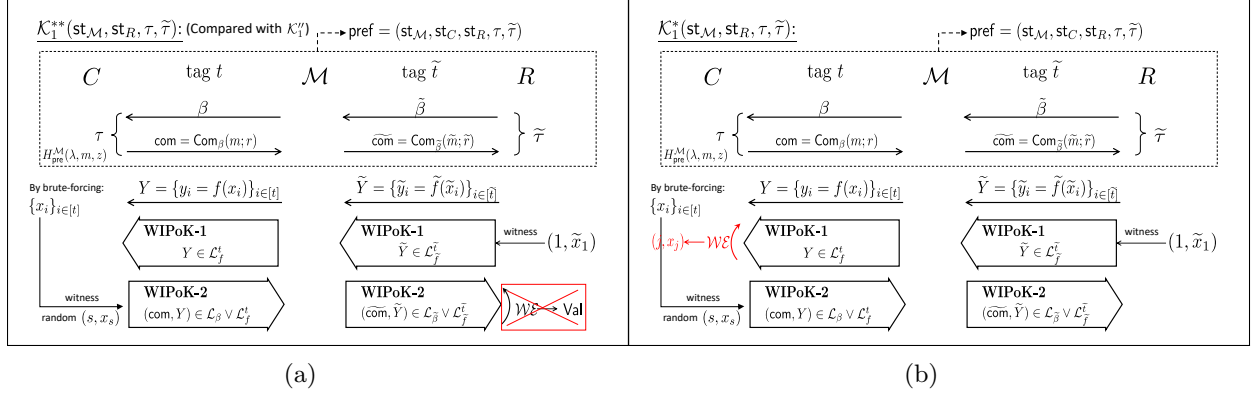 𝒦₁**(st_ℳ, st_R, τ, τ̃): (Compared with 𝒦₁″)
pref = (st_ℳ, st_C, st_R, τ, τ̃)
C tag t ℳ tag t̃ R
β β̃
τ com = Com_β(m; r) c̃om = Com_β̃(m̃; r̃) τ̃
H^ℳ_pre(λ, m, z)
By brute-forcing: Y = {y_i = f(x_i)}_{i∈[t]} Ỹ = {ỹ_i = f̃(x̃_i)}_{i∈[t̃]}
{x_i}_{i∈[t]}
WIPoK-1 WIPoK-1
Y ∈ ℒ_f^t Ỹ ∈ ℒ_f̃^t̃ witness (1, x̃₁)
WIPoK-2 WIPoK-2
witness
random (s, x_s) (com, Y) ∈ ℒ_β ∨ ℒ_f^t (c̃om, Ỹ) ∈ ℒ_β̃ ∨ ℒ_f̃^t̃ 𝒲ℰ Val
(a)
𝒦₁*(st_ℳ, st_R, τ, τ̃):
pref = (st_ℳ, st_C, st_R, τ, τ̃)
C tag t ℳ tag t̃ R
β β̃
τ com = Com_β(m; r) c̃om = Com_β̃(m̃; r̃) τ̃
H^ℳ_pre(λ, m, z)
By brute-forcing: Y = {y_i = f(x_i)}_{i∈[t]} Ỹ = {ỹ_i = f̃(x̃_i)}_{i∈[t̃]}
{x_i}_{i∈[t]}
WIPoK-1 WIPoK-1
(j, x_j) 𝒲ℰ Y ∈ ℒ_f^t Ỹ ∈ ℒ_f̃^t̃ witness (1, x̃₁)
WIPoK-2 WIPoK-2
witness
random (s, x_s) (com, Y) ∈ ℒ_β ∨ ℒ_f^t (c̃om, Ỹ) ∈ ℒ_β̃ ∨ ℒ_f̃^t̃
(b)